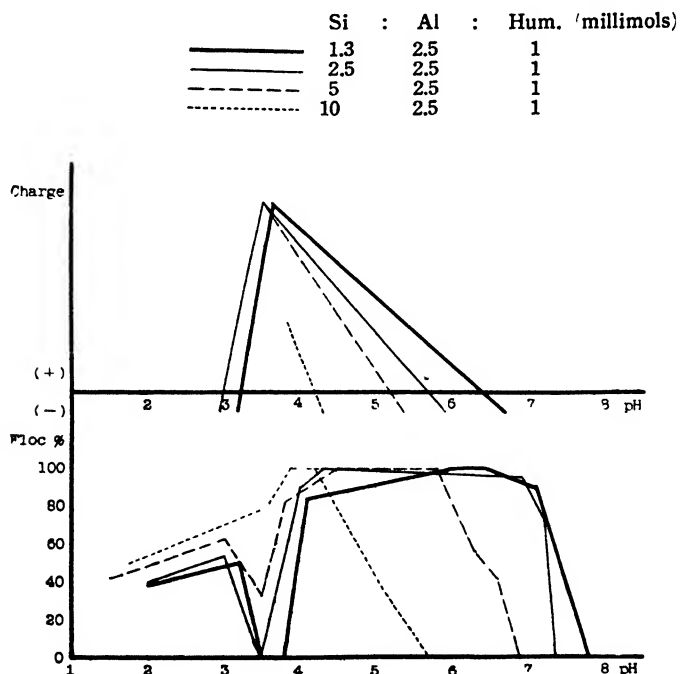 Si : Al : Hum. (millimols)
1.3 2.5 1
2.5 2.5 1
5 2.5 1
10 2.5 1
Charge
(+)
2 3 4 5 6 7 8 pH
(-)
Floc %
100
80
60
40
20
0
1 2 3 4 5 6 7 8 pH